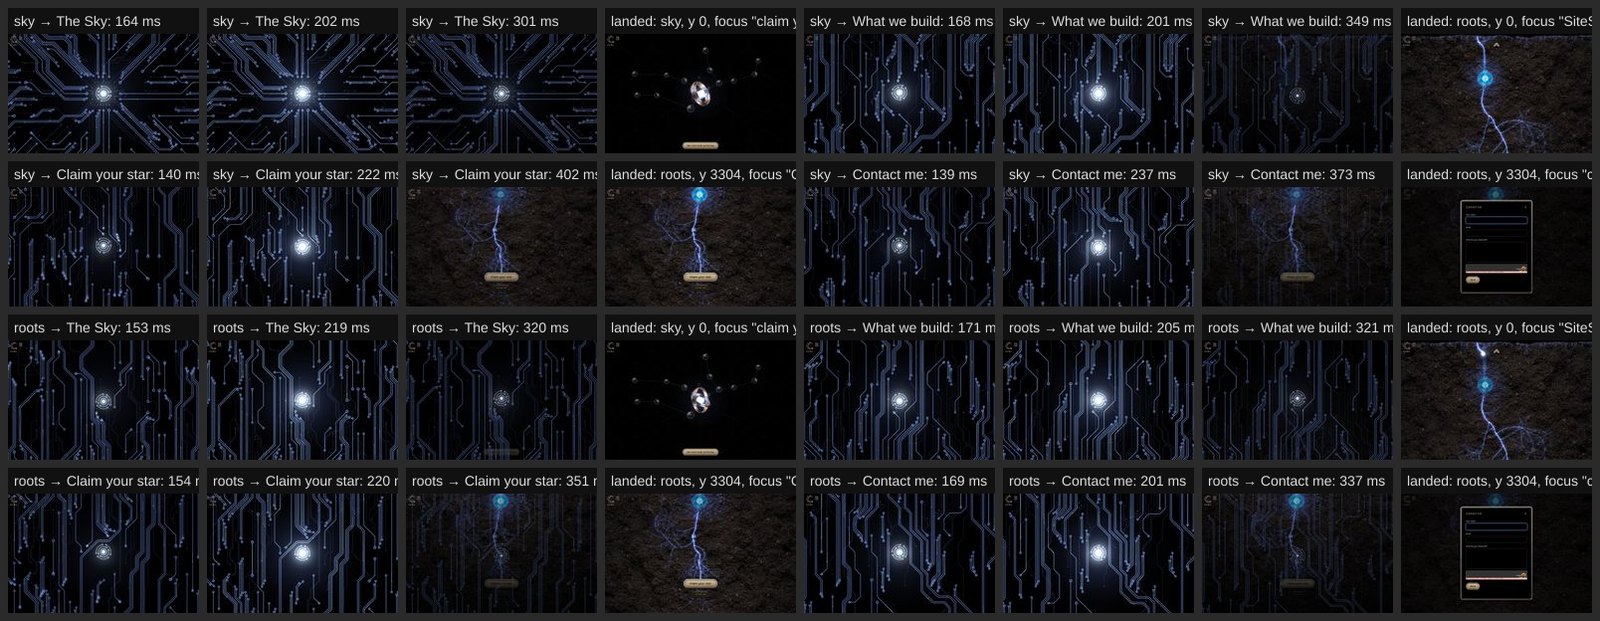 sky → The Sky: 164 ms
sky → The Sky: 202 ms
sky → The Sky: 301 ms
landed: sky, y 0, focus "claim y
sky → What we build: 168 ms
sky → What we build: 201 ms
sky → What we build: 349 ms
landed: roots, y 0, focus "SiteS
sky → Claim your star: 140 ms
sky → Claim your star: 222 ms
sky → Claim your star: 402 ms
landed: roots, y 3304, focus "C
sky → Contact me: 139 ms
sky → Contact me: 237 ms
sky → Contact me: 373 ms
landed: roots, y 3304, focus "c
roots → The Sky: 153 ms
roots → The Sky: 219 ms
roots → The Sky: 320 ms
landed: sky, y 0, focus "claim y
roots → What we build: 171 m
roots → What we build: 205 m
roots → What we build: 321 m
landed: roots, y 0, focus "SiteS
roots → Claim your star: 154 r
roots → Claim your star: 220 r
roots → Claim your star: 351 r
landed: roots, y 3304, focus "C
roots → Contact me: 169 ms
roots → Contact me: 201 ms
roots → Contact me: 337 ms
landed: roots, y 3304, focus "c